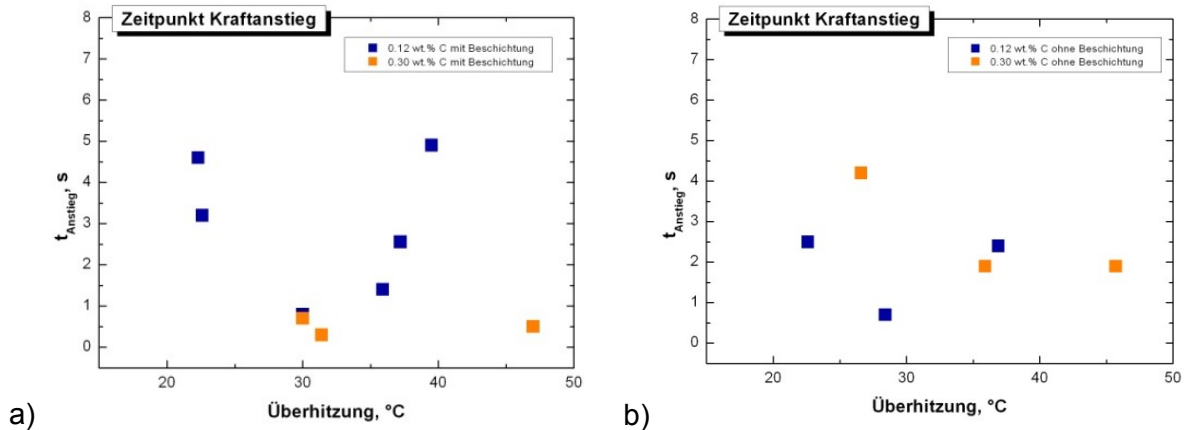 Zeitpunkt Kraftanstieg
0.12 wt.% C mit Beschichtung
0.30 wt.% C mit Beschichtung
8
7
6
5
4
3
2
1
0
t_Anstieg, s
20 30 40 50
Überhitzung, °C
a)
Zeitpunkt Kraftanstieg
0.12 wt.% C ohne Beschichtung
0.30 wt.% C ohne Beschichtung
8
7
6
5
4
3
2
1
0
t_Anstieg, s
20 30 40 50
Überhitzung, °C
b)